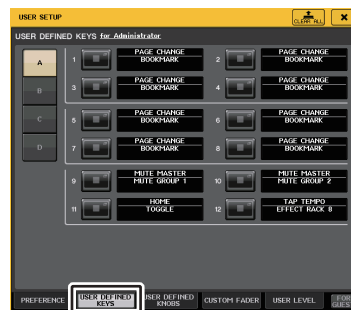 USER SETUP
CLEAR ALL
USER DEFINED KEYS for Administrator
A
B
C
D
1 PAGE CHANGE BOOKMARK
2 PAGE CHANGE BOOKMARK
3 PAGE CHANGE BOOKMARK
4 PAGE CHANGE BOOKMARK
5 PAGE CHANGE BOOKMARK
6 PAGE CHANGE BOOKMARK
7 PAGE CHANGE BOOKMARK
8 PAGE CHANGE BOOKMARK
9 MUTE MASTER MUTE GROUP 1
10 MUTE MASTER MUTE GROUP 2
11 HOME TOGGLE
12 TAP TEMPO EFFECT RACK 8
PREFERENCE
USER DEFINED KEYS
USER DEFINED KNOBS
CUSTOM FADER
USER LEVEL
FOR GUES